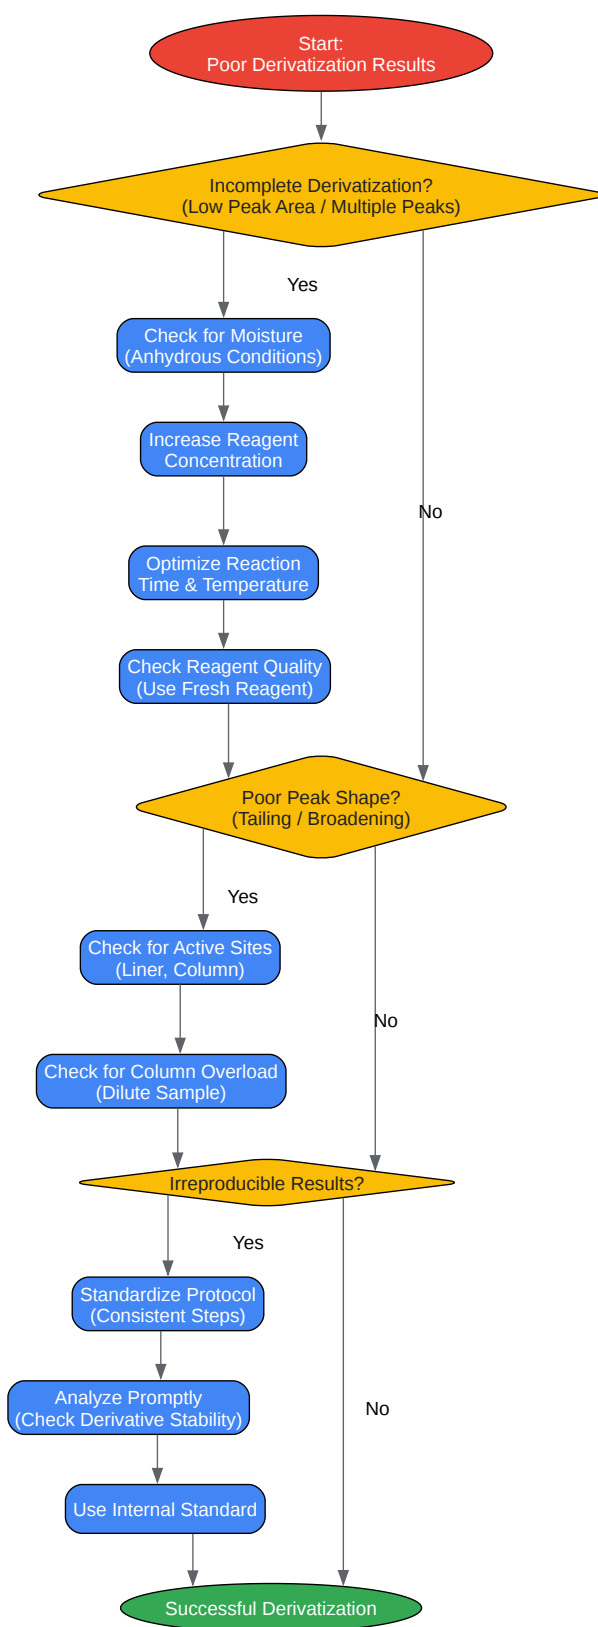 Start:
Poor Derivatization Results
Incomplete Derivatization?
(Low Peak Area / Multiple Peaks)
Yes
Check for Moisture
(Anhydrous Conditions)
Increase Reagent
Concentration
No
Optimize Reaction
Time & Temperature
Check Reagent Quality
(Use Fresh Reagent)
Poor Peak Shape?
(Tailing / Broadening)
Yes
Check for Active Sites
(Liner, Column)
No
Check for Column Overload
(Dilute Sample)
Irreproducible Results?
Yes
Standardize Protocol
(Consistent Steps)
Analyze Promptly
(Check Derivative Stability)
No
Use Internal Standard
Successful Derivatization